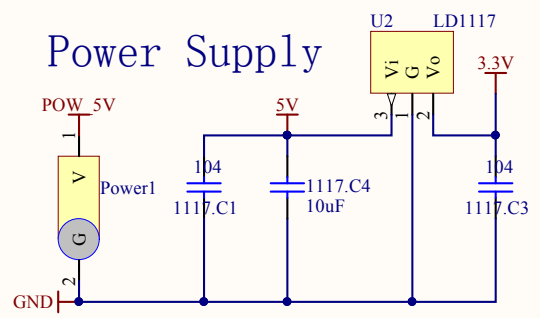 U2 LD1117
Power Supply
Vi G Vo
3.3V
POW_5V
5V
3 1 2
1
V
Power1
G
2
104
1117.C1
1117.C4
10uF
104
1117.C3
GND